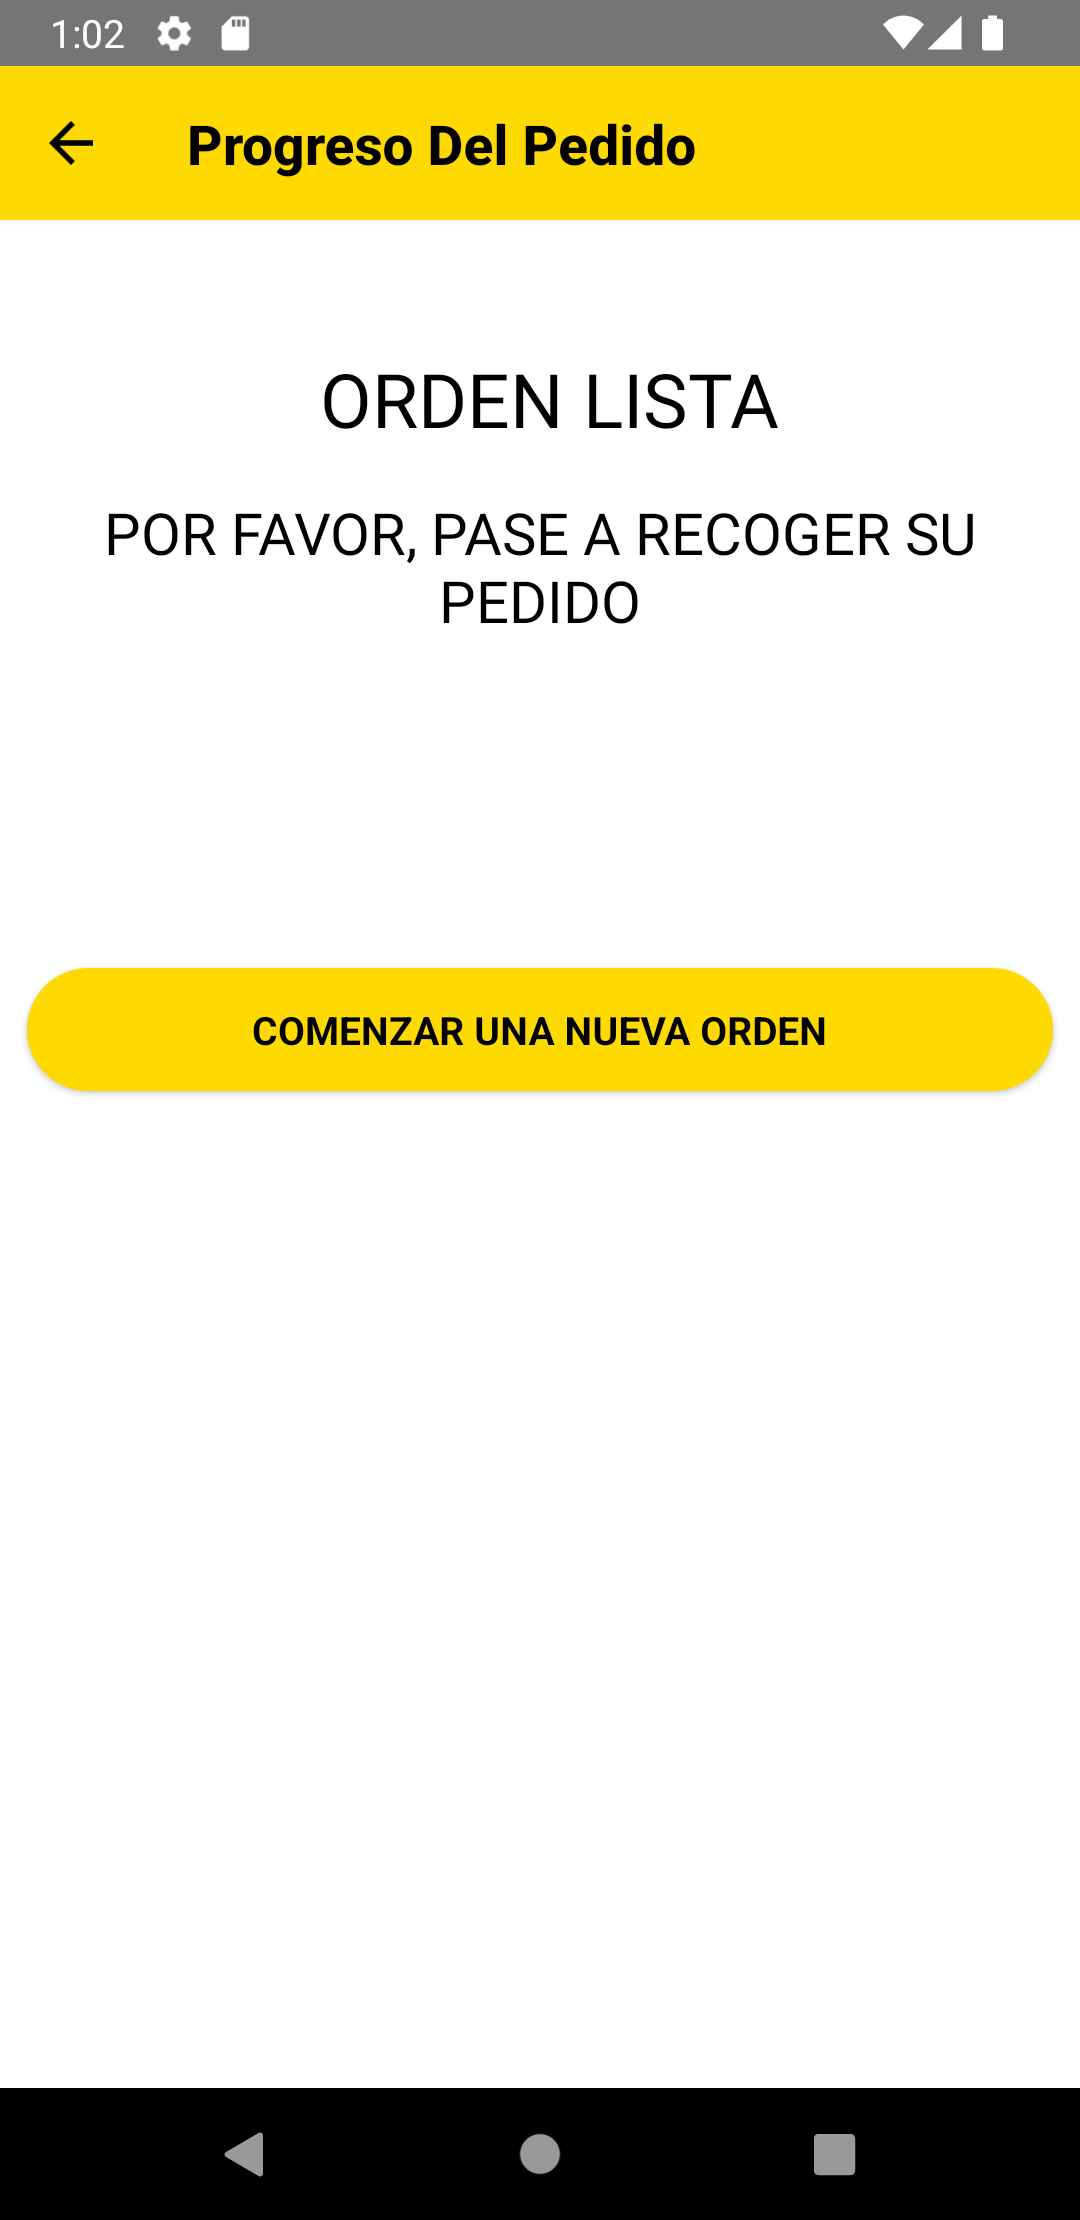 1:02
Progreso Del Pedido
ORDEN LISTA
POR FAVOR, PASE A RECOGER SU
PEDIDO
COMENZAR UNA NUEVA ORDEN